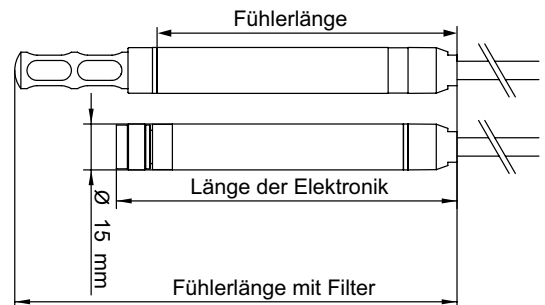 Fühlerlänge
Länge der Elektronik
Ø 15 mm
Fühlerlänge mit Filter